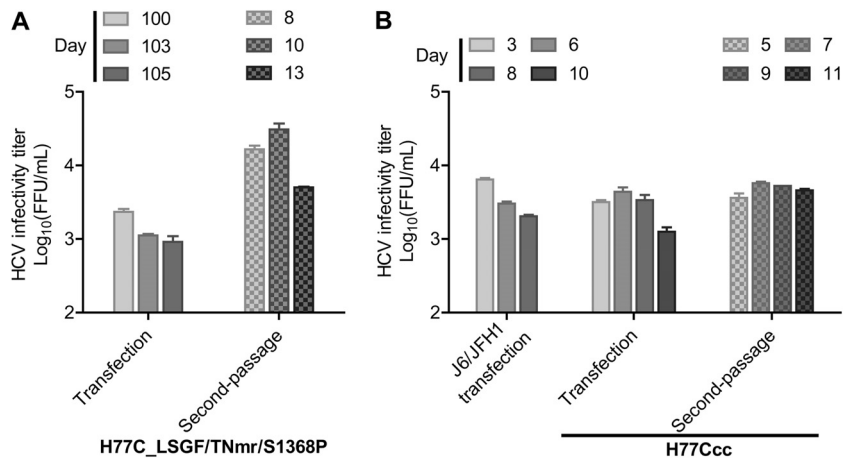 A
Day
100
8
103
10
105
13
HCV infectivity titer
Log10(FFU/mL)
5
4
3
2
Transfection
Second-passage
H77C_LSGF/TNmr/S1368P
B
Day
3
6
5
7
8
10
9
11
HCV infectivity titer
Log10(FFU/mL)
5
4
3
2
J6/JFH1
transfection
Transfection
Second-passage
H77Ccc